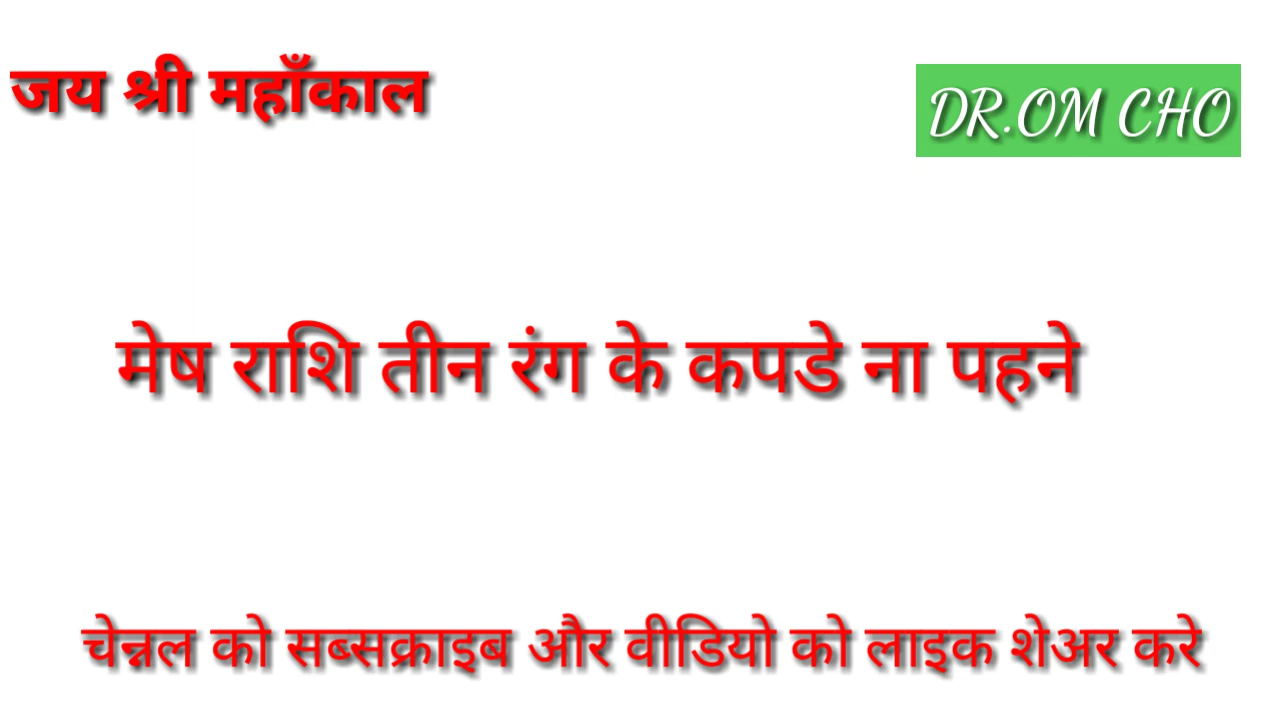 जय श्री महाँकाल
DR.OM CHO
मेष राशि तीन रंग के कपडे ना पहने
चेन्नल को सब्सक्राइब और वीडियो को लाइक शेअर करे